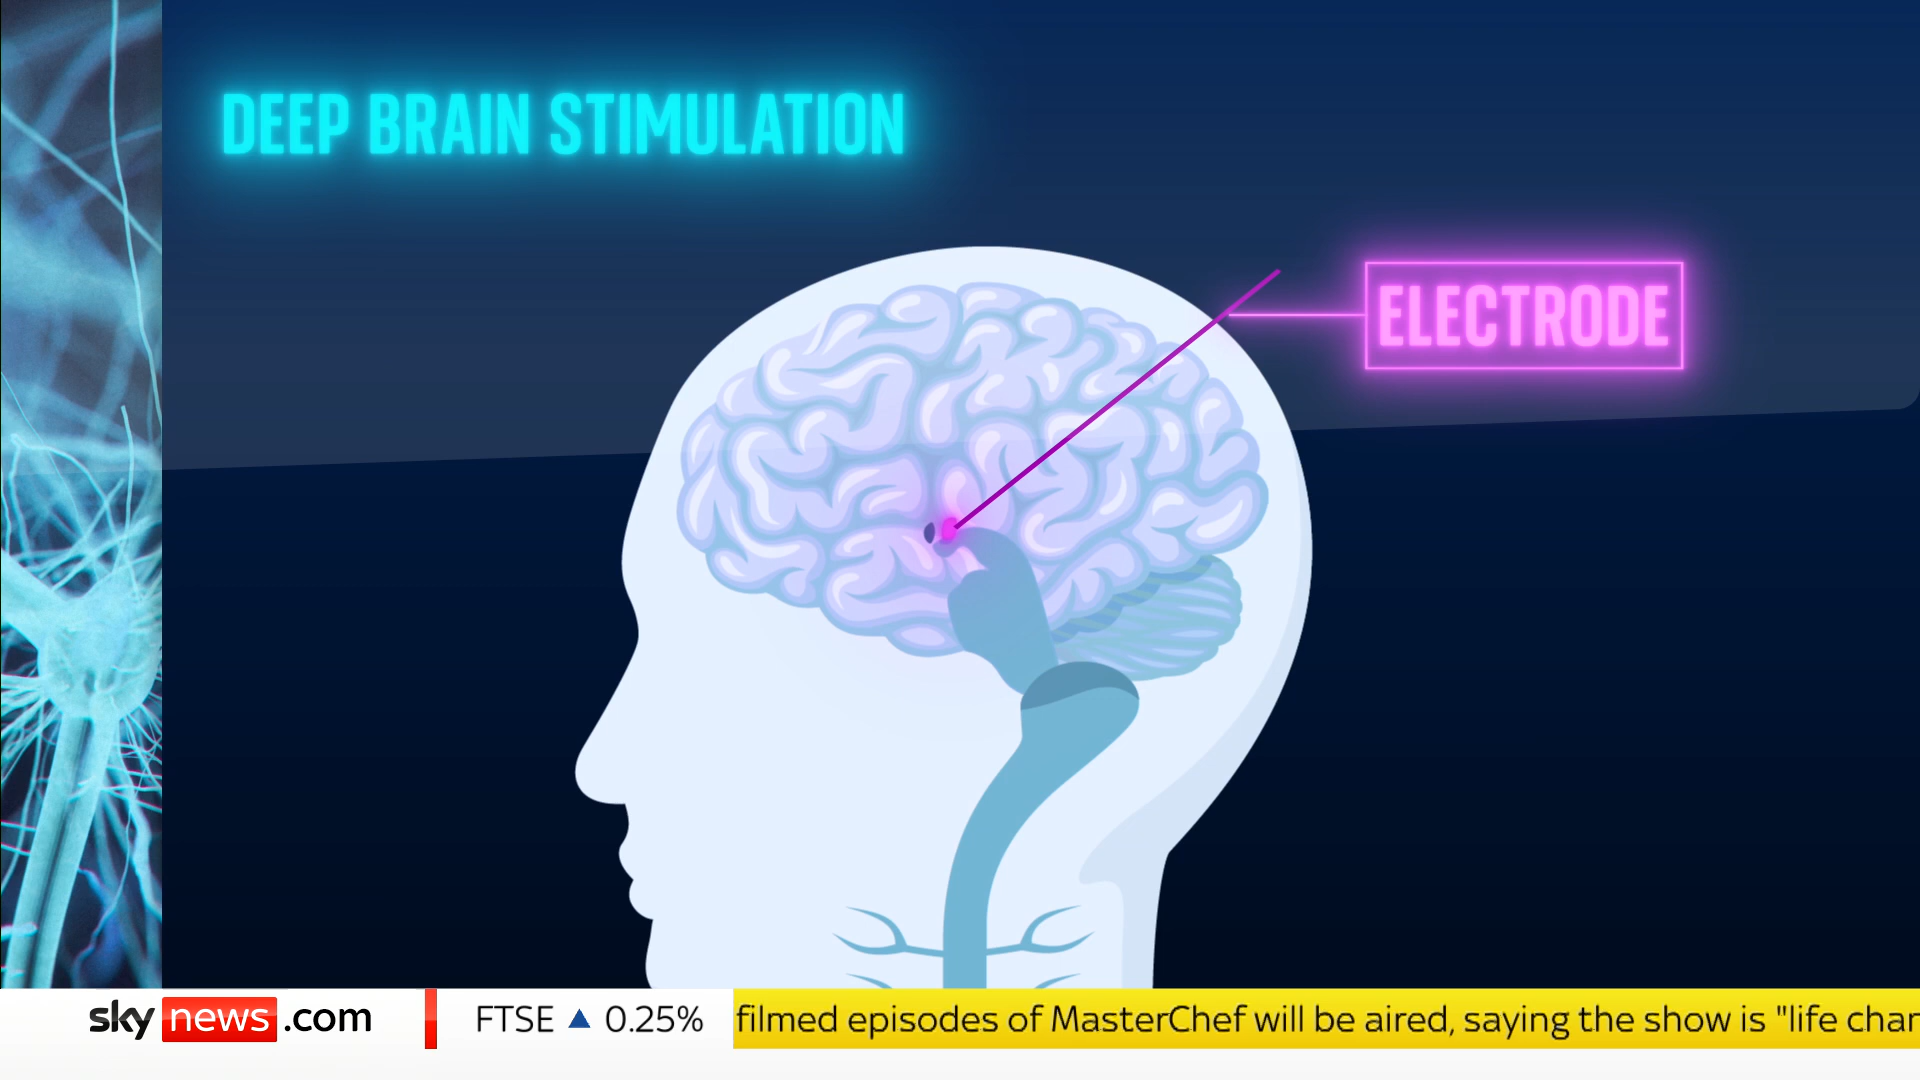 DEEP BRAIN STIMULATION
ELECTRODE
sky news.com
FTSE ▲ 0.25%
filmed episodes of MasterChef will be aired, saying the show is "life char